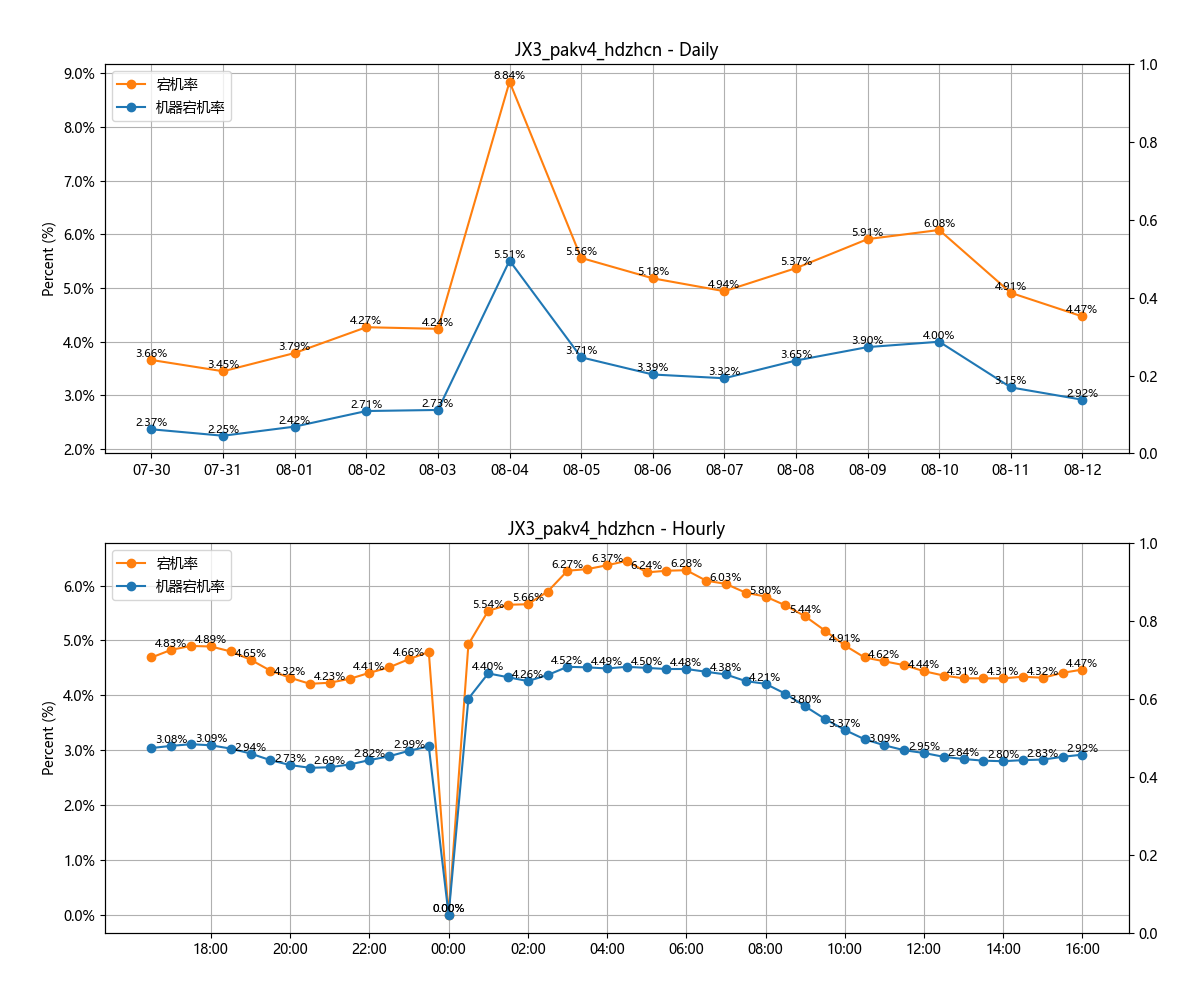 JX3_pakv4_hdzhcn - Daily
宕机率
机器宕机率
Percent (%)
9.0%
8.0%
7.0%
6.0%
5.0%
4.0%
3.0%
2.0%
1.0
0.8
0.6
0.4
0.2
0.0
3.66% 3.45% 3.79% 4.27% 4.24% 8.84% 5.56% 5.18% 4.94% 5.37% 5.91% 6.08% 4.91% 4.47%
2.37% 2.25% 2.42% 2.71% 2.73% 5.51% 3.71% 3.39% 3.32% 3.65% 3.90% 4.00% 3.15% 2.92%
07-30 07-31 08-01 08-02 08-03 08-04 08-05 08-06 08-07 08-08 08-09 08-10 08-11 08-12
JX3_pakv4_hdzhcn - Hourly
宕机率
机器宕机率
Percent (%)
6.0%
5.0%
4.0%
3.0%
2.0%
1.0%
0.0%
1.0
0.8
0.6
0.4
0.2
0.0
4.83% 4.89% 4.65% 4.32% 4.23% 4.41% 4.66% 0.00% 5.54% 5.66% 6.27% 6.37% 6.24% 6.28% 6.03% 5.80% 5.44% 4.91% 4.62% 4.44% 4.31% 4.31% 4.32% 4.47%
3.08% 3.09% 2.94% 2.73% 2.69% 2.82% 2.99% 0.00% 4.40% 4.26% 4.52% 4.49% 4.50% 4.48% 4.38% 4.21% 3.80% 3.37% 3.09% 2.95% 2.84% 2.80% 2.83% 2.92%
18:00 20:00 22:00 00:00 02:00 04:00 06:00 08:00 10:00 12:00 14:00 16:00